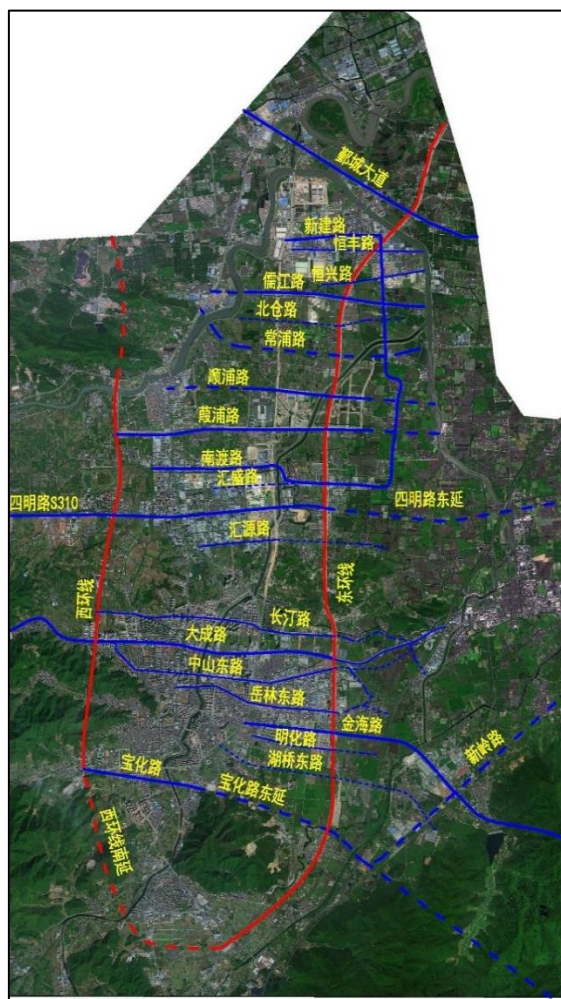 鄞城大道
新建路
恒丰路
恒兴路
儒江路
北仓路
常浦路
顺浦路
葭浦路
南渡路
汇盛路
四明路S310
四明路东延
汇源路
西环线
东环线
长汀路
大成路
中山东路
岳林东路
金海路
明化路
湖桥东路
新岭路
宝化路
宝化路东延
西环线南延